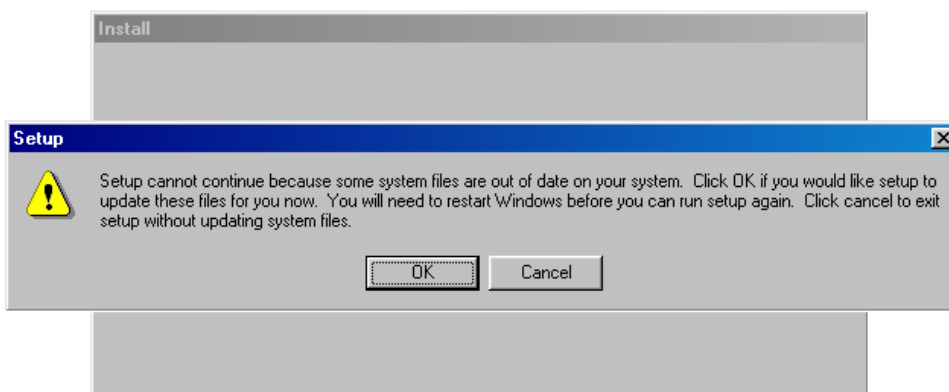 Install
Setup
Setup cannot continue because some system files are out of date on your system.  Click OK if you would like setup to
update these files for you now.  You will need to restart Windows before you can run setup again.  Click cancel to exit
setup without updating system files.
OK
Cancel